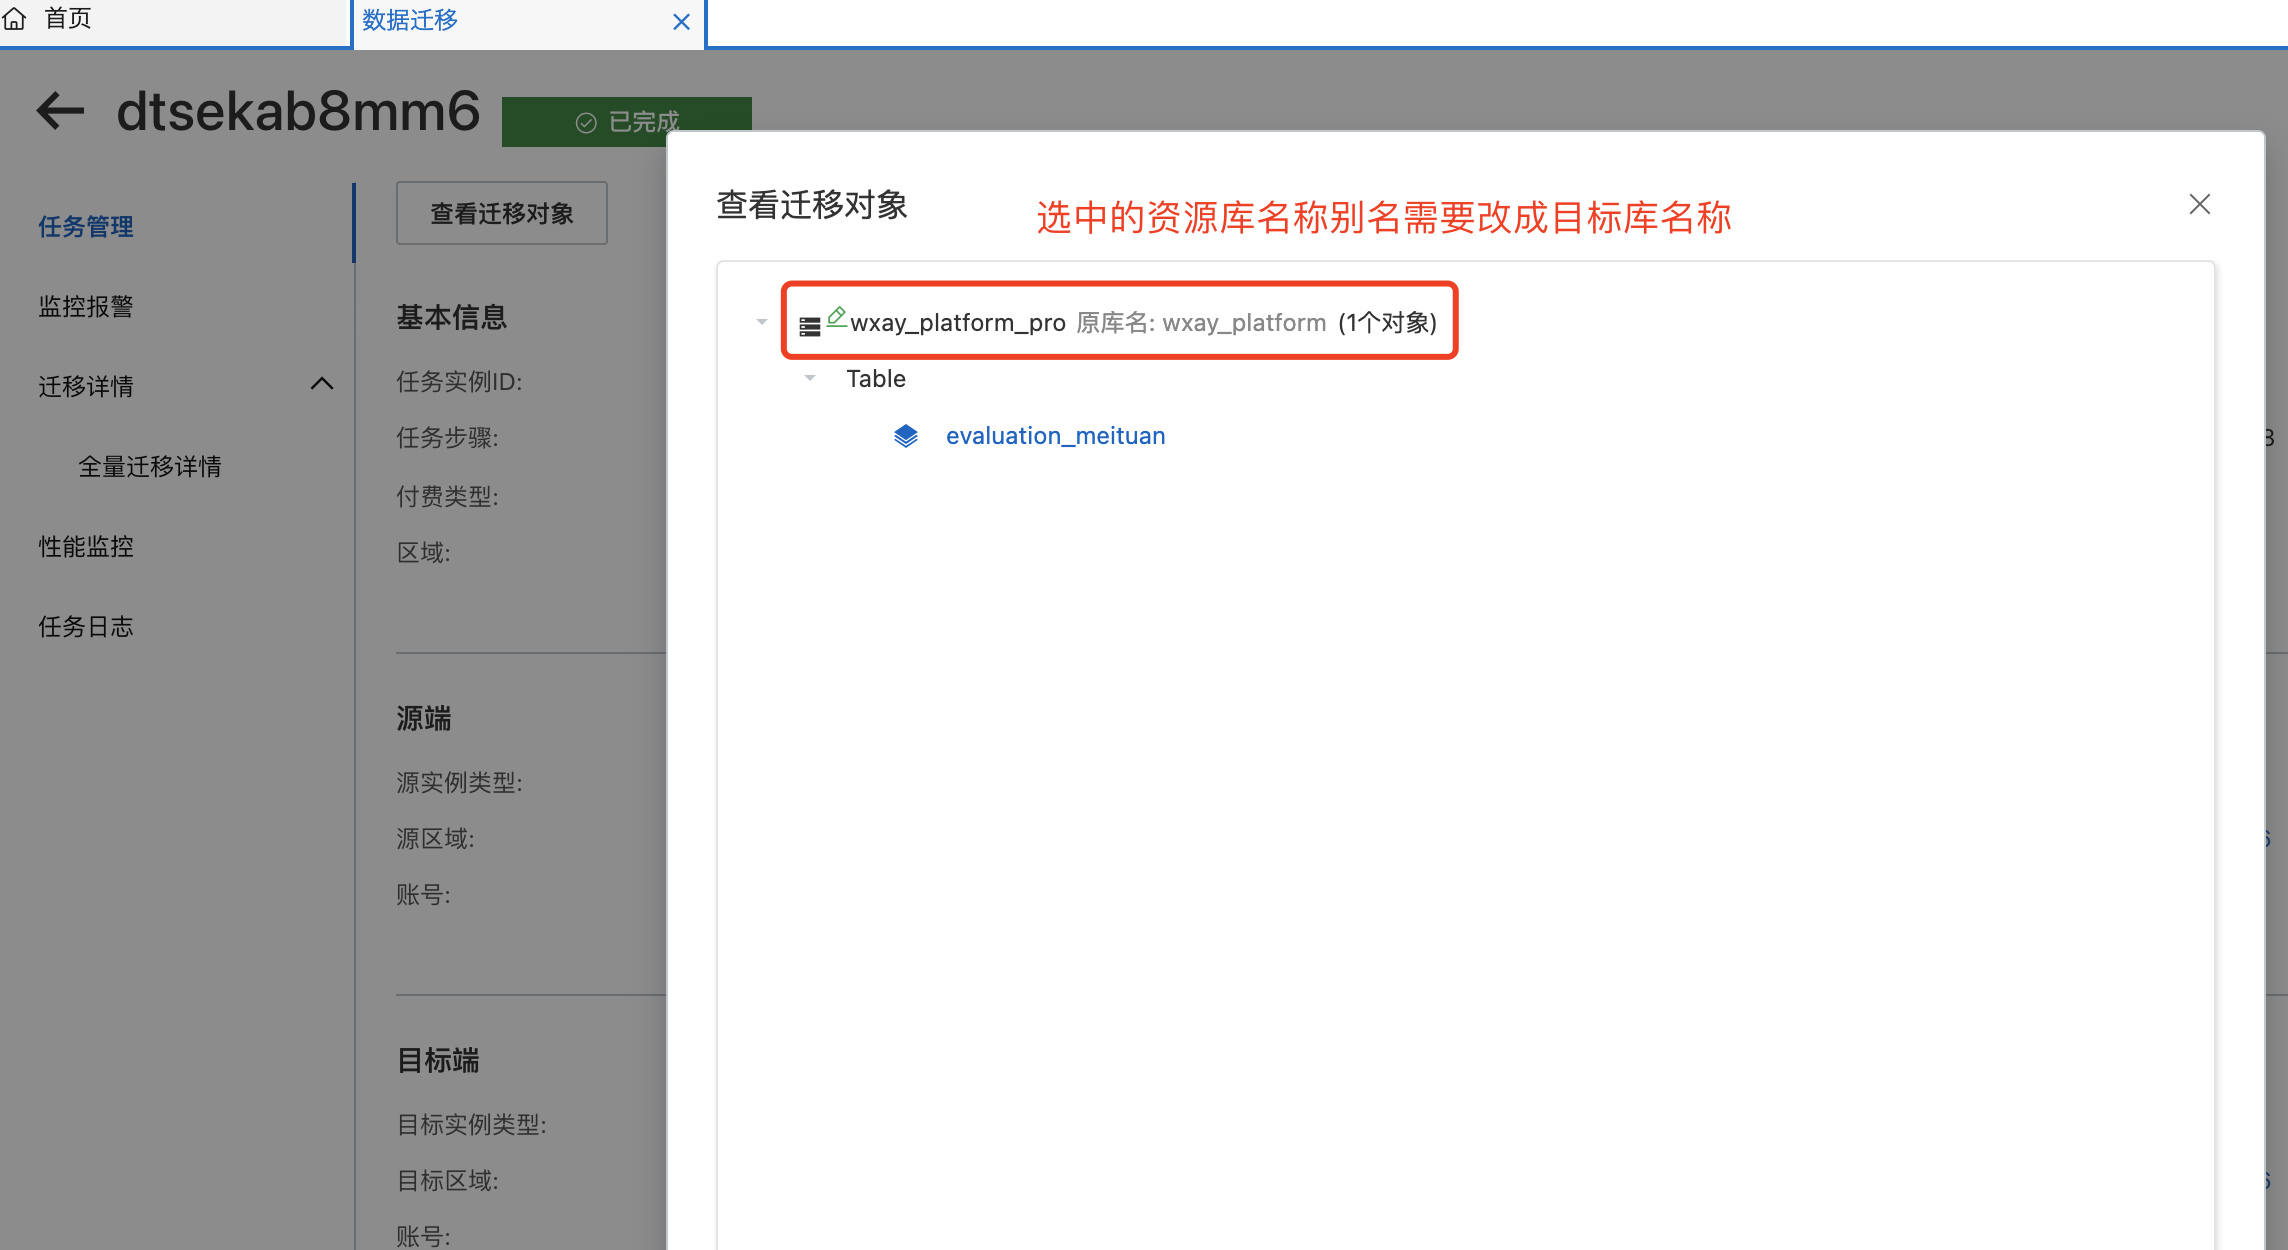 首页
数据迁移
dtsekab8mm6
已完成
任务管理
监控报警
迁移详情
全量迁移详情
性能监控
任务日志
查看迁移对象
基本信息
任务实例ID:
任务步骤:
付费类型:
区域:
源端
源实例类型:
源区域:
账号:
目标端
目标实例类型:
目标区域:
账号:
查看迁移对象
选中的资源库名称别名需要改成目标库名称
wxay_platform_pro 原库名: wxay_platform (1个对象)
Table
evaluation_meituan